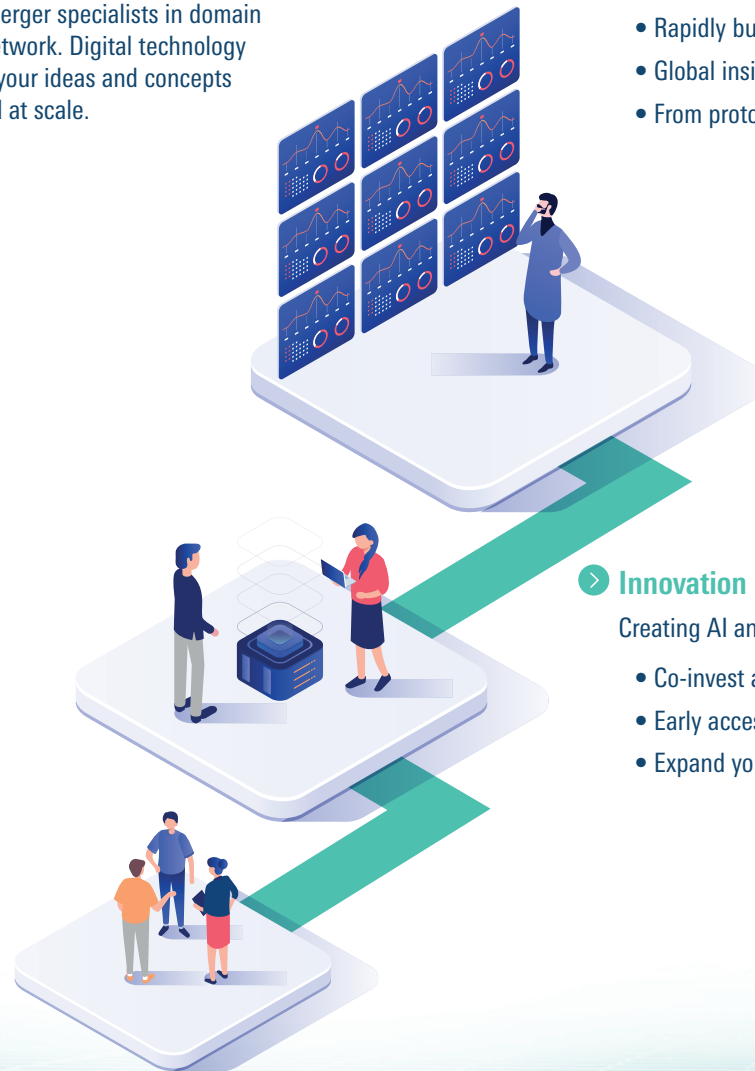 erger specialists in domain
etwork. Digital technology
your ideas and concepts
at scale.
• Rapidly bu
• Global insi
• From proto
Innovation
Creating AI an
• Co-invest a
• Early acces
• Expand yo